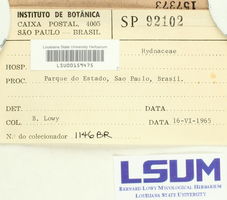 157373
INSTITUTO DE BOTÂNICA
CAIXA POSTAL, 4005
SÃO PAULO — BRASIL
SP 92102
Louisiana State University Herbarium
Hydnaceae
HOSP.
PROC. Parque do Estado, Sao Paulo, Brasil.
DET. DATA
COL. B. Lowy DATA 16-VI-1965
N.o do colecionador 1146 BR
LSUM
BERNARD LOWY MYCOLOGICAL HERBARIUM
LOUISIANA STATE UNIVERSITY